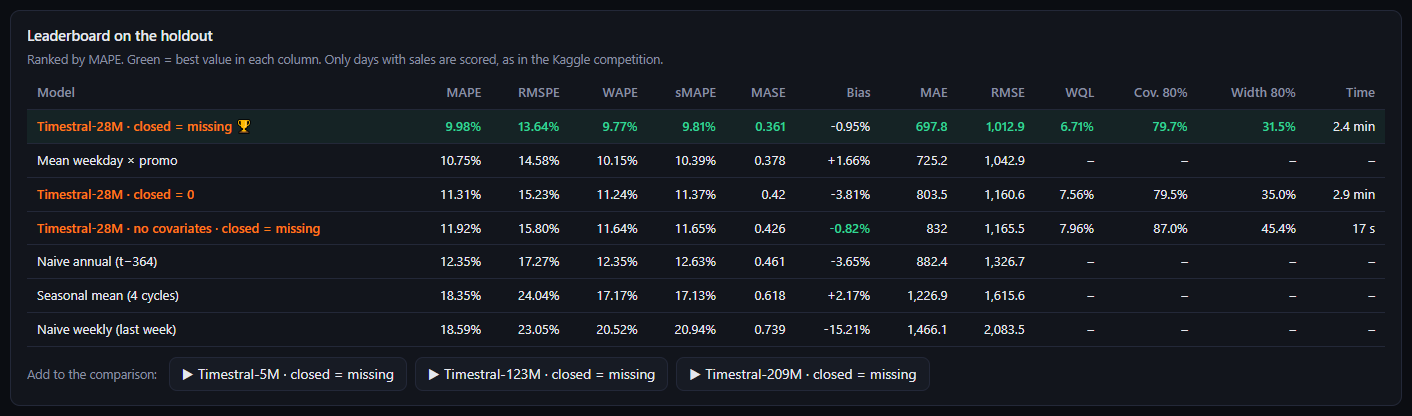 Leaderboard on the holdout
Ranked by MAPE. Green = best value in each column. Only days with sales are scored, as in the Kaggle competition.
Model MAPE RMSPE WAPE sMAPE MASE Bias MAE RMSE WQL Cov. 80% Width 80% Time
Timestral-28M · closed = missing 🏆 9.98% 13.64% 9.77% 9.81% 0.361 -0.95% 697.8 1,012.9 6.71% 79.7% 31.5% 2.4 min
Mean weekday × promo 10.75% 14.58% 10.15% 10.39% 0.378 +1.66% 725.2 1,042.9 – – – –
Timestral-28M · closed = 0 11.31% 15.23% 11.24% 11.37% 0.42 -3.81% 803.5 1,160.6 7.56% 79.5% 35.0% 2.9 min
Timestral-28M · no covariates · closed = missing 11.92% 15.80% 11.64% 11.65% 0.426 -0.82% 832 1,165.5 7.96% 87.0% 45.4% 17 s
Naive annual (t−364) 12.35% 17.27% 12.35% 12.63% 0.461 -3.65% 882.4 1,326.7 – – – –
Seasonal mean (4 cycles) 18.35% 24.04% 17.17% 17.13% 0.618 +2.17% 1,226.9 1,615.6 – – – –
Naive weekly (last week) 18.59% 23.05% 20.52% 20.94% 0.739 -15.21% 1,466.1 2,083.5 – – – –
Add to the comparison: ▶ Timestral-5M · closed = missing ▶ Timestral-123M · closed = missing ▶ Timestral-209M · closed = missing